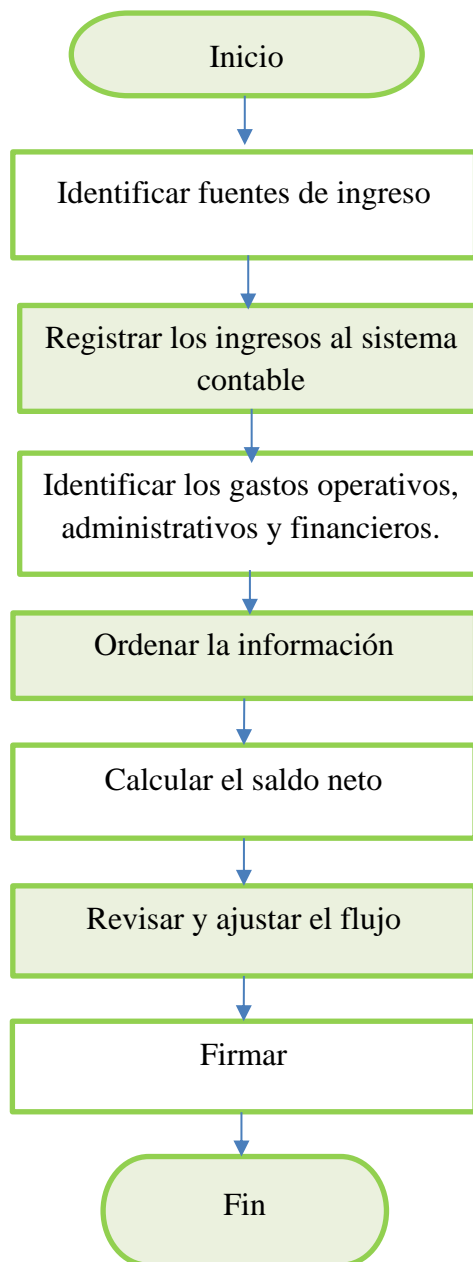 Inicio
Identificar fuentes de ingreso
Registrar los ingresos al sistema
contable
Identificar los gastos operativos,
administrativos y financieros.
Ordenar la información
Calcular el saldo neto
Revisar y ajustar el flujo
Firmar
Fin